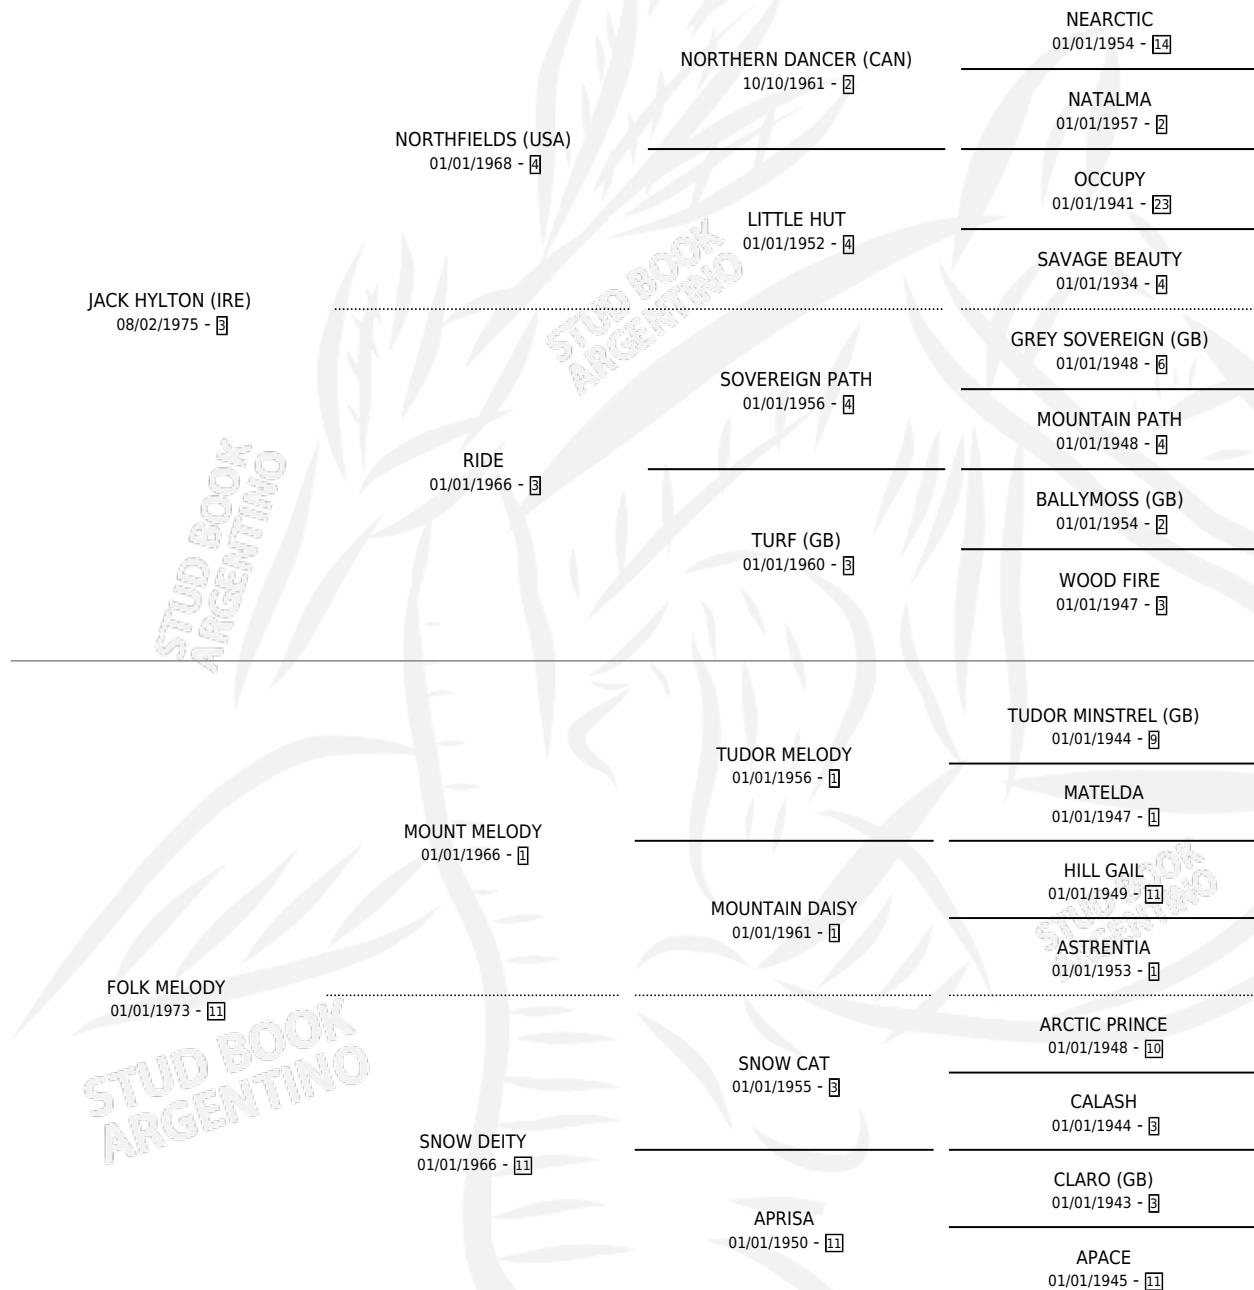 NEARCTIC
01/01/1954 - 14
NORTHERN DANCER (CAN)
10/10/1961 - 2
NATALMA
01/01/1957 - 2
NORTHFIELDS (USA)
01/01/1968 - 4
OCCUPY
01/01/1941 - 23
LITTLE HUT
01/01/1952 - 4
SAVAGE BEAUTY
01/01/1934 - 4
JACK HYLTON (IRE)
08/02/1975 - 3
GREY SOVEREIGN (GB)
01/01/1948 - 6
SOVEREIGN PATH
01/01/1956 - 4
MOUNTAIN PATH
01/01/1948 - 4
RIDE
01/01/1966 - 3
BALLYMOSS (GB)
01/01/1954 - 2
TURF (GB)
01/01/1960 - 3
WOOD FIRE
01/01/1947 - 3
STUD BOOK
ARGENTINO
STUD BOOK
ARGENTINO
TUDOR MINSTREL (GB)
01/01/1944 - 9
TUDOR MELODY
01/01/1956 - 1
MATELDA
01/01/1947 - 1
MOUNT MELODY
01/01/1966 - 1
HILL GAIL
01/01/1949 - 11
MOUNTAIN DAISY
01/01/1961 - 1
ASTRENTIA
01/01/1953 - 1
FOLK MELODY
01/01/1973 - 11
ARCTIC PRINCE
01/01/1948 - 10
SNOW CAT
01/01/1955 - 3
CALASH
01/01/1944 - 3
SNOW DEITY
01/01/1966 - 11
CLARO (GB)
01/01/1943 - 3
APRISA
01/01/1950 - 11
APACE
01/01/1945 - 11
STUD BOOK
ARGENTINO
STUD BOOK
ARGENTINO